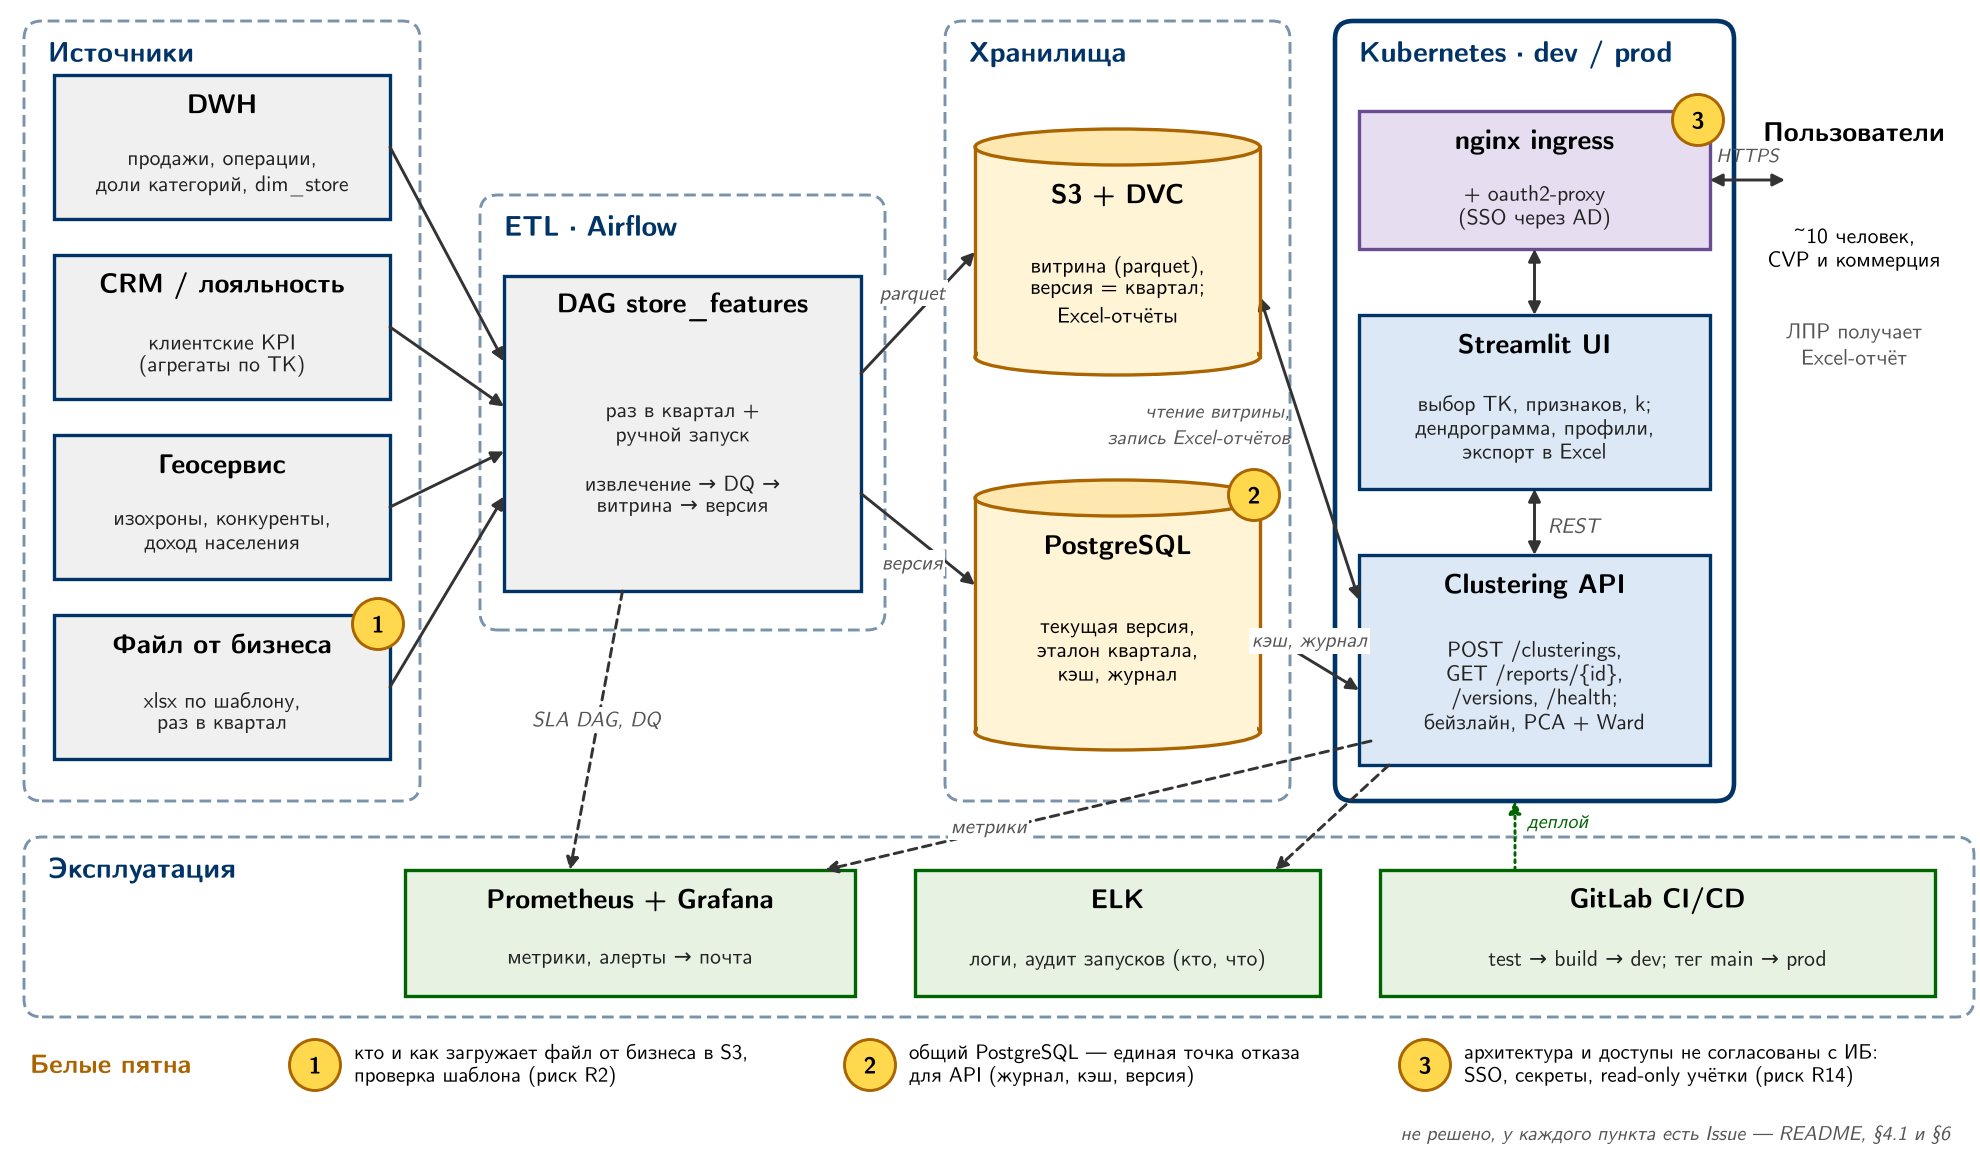 Источники
DWH
продажи, операции,
доли категорий, dim_store
CRM / лояльность
клиентские KPI
(агрегаты по ТК)
Геосервис
изохроны, конкуренты,
доход населения
Файл от бизнеса
1
xlsx по шаблону,
раз в квартал
ETL · Airflow
DAG store_features
раз в квартал +
ручной запуск
извлечение → DQ →
витрина → версия
parquet
версия
SLA DAG, DQ
Хранилища
S3 + DVC
витрина (parquet),
версия = квартал;
Excel-отчёты
чтение витрины,
запись Excel-отчётов
2
PostgreSQL
текущая версия,
эталон квартала,
кэш, журнал
кэш, журнал
метрики
Kubernetes · dev / prod
3
nginx ingress
+ oauth2-proxy
(SSO через AD)
HTTPS
Streamlit UI
выбор ТК, признаков, k;
дендрограмма, профили,
экспорт в Excel
REST
Clustering API
POST /clusterings,
GET /reports/{id},
/versions, /health;
бейзлайн, PCA + Ward
деплой
Пользователи
~10 человек,
CVP и коммерция
ЛПР получает
Excel-отчёт
Эксплуатация
Prometheus + Grafana
метрики, алерты → почта
ELK
логи, аудит запусков (кто, что)
GitLab CI/CD
test → build → dev; тег main → prod
Белые пятна
1
кто и как загружает файл от бизнеса в S3,
проверка шаблона (риск R2)
2
общий PostgreSQL — единая точка отказа
для API (журнал, кэш, версия)
3
архитектура и доступы не согласованы с ИБ:
SSO, секреты, read-only учётки (риск R14)
не решено, у каждого пункта есть Issue — README, §4.1 и §6